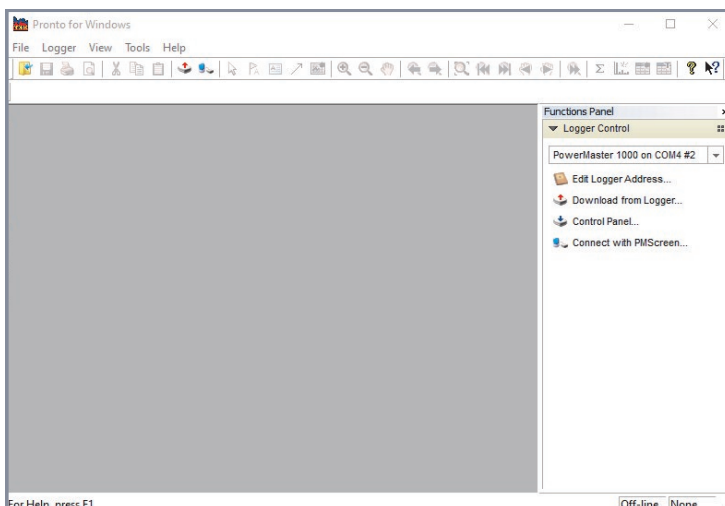 Pronto for Windows
File Logger View Tools Help
Functions Panel
Logger Control
PowerMaster 1000 on COM4 #2
Edit Logger Address...
Download from Logger...
Control Panel...
Connect with PMScreen...
For Help, press F1
Off-line None